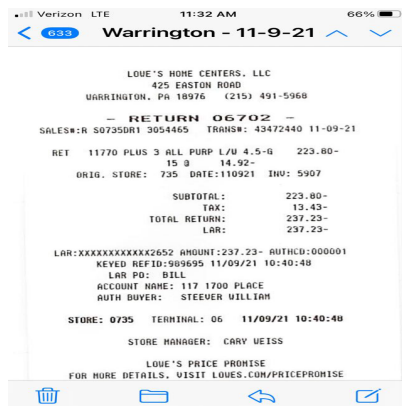 Verizon LTE 11:32 AM 66%
633 Warrington - 11-9-21
LOVE'S HOME CENTERS, LLC
425 EASTON ROAD
WARRINGTON, PA 18976 (215) 491-5968
- RETURN 06702 -
SALES#:R S0735DR1 3054465 TRANS#: 43472440 11-09-21
RET 11770 PLUS 3 ALL PURP L/W 4.5-G 223.80-
15 @ 14.92-
ORIG. STORE: 735 DATE:110921 INV: 5907
SUBTOTAL: 223.80-
TAX: 13.43-
TOTAL RETURN: 237.23-
LAR: 237.23-
LAR:XXXXXXXXXXXX2652 AMOUNT:237.23- AUTHCD:000001
KEYED REFID:989695 11/09/21 10:40:48
LAR PO: BILL
ACCOUNT NAME: 117 1700 PLACE
AUTH BUYER: STEEVER WILLIAM
STORE: 0735 TERMINAL: 06 11/09/21 10:40:48
STORE MANAGER: CARY WEISS
LOVE'S PRICE PROMISE
FOR MORE DETAILS, VISIT LOVES.COM/PRICEPROMISE